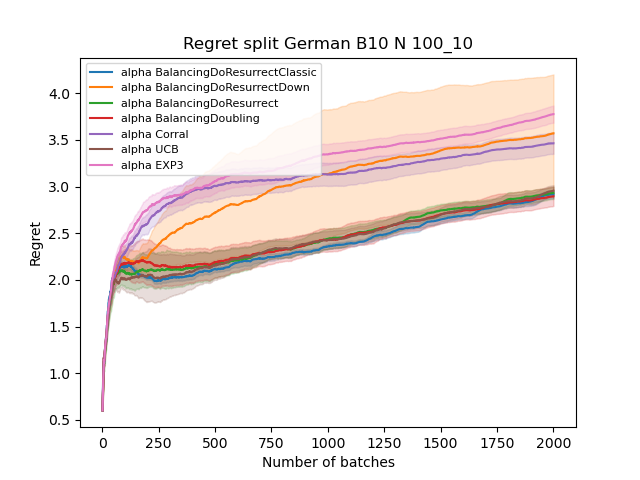 Regret split German B10 N 100_10
alpha BalancingDoResurrectClassic
alpha BalancingDoResurrectDown
alpha BalancingDoResurrect
alpha BalancingDoubling
alpha Corral
alpha UCB
alpha EXP3
Regret
4.0
3.5
3.0
2.5
2.0
1.5
1.0
0.5
0 250 500 750 1000 1250 1500 1750 2000
Number of batches